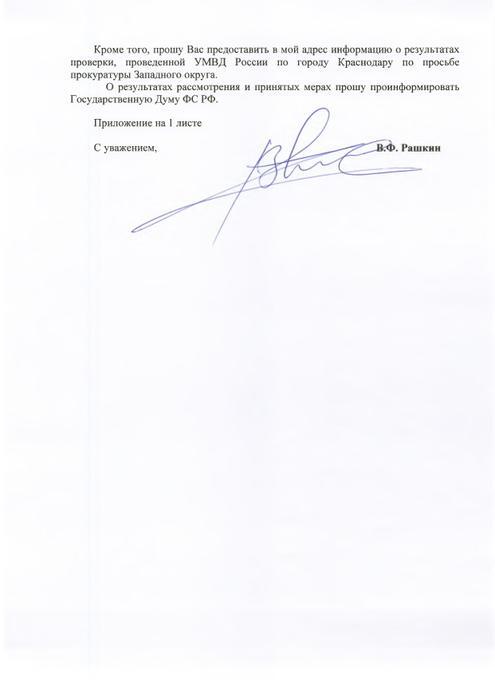 Кроме того, прошу Вас предоставить в мой адрес информацию о результатах
проверки, проведенной УМВД России по городу Краснодару по просьбе
прокуратуры Западного округа.
О результатах рассмотрения и принятых мерах прошу проинформировать
Государственную Думу ФС РФ.
Приложение на 1 листе
С уважением,
В.Ф. Рашкин